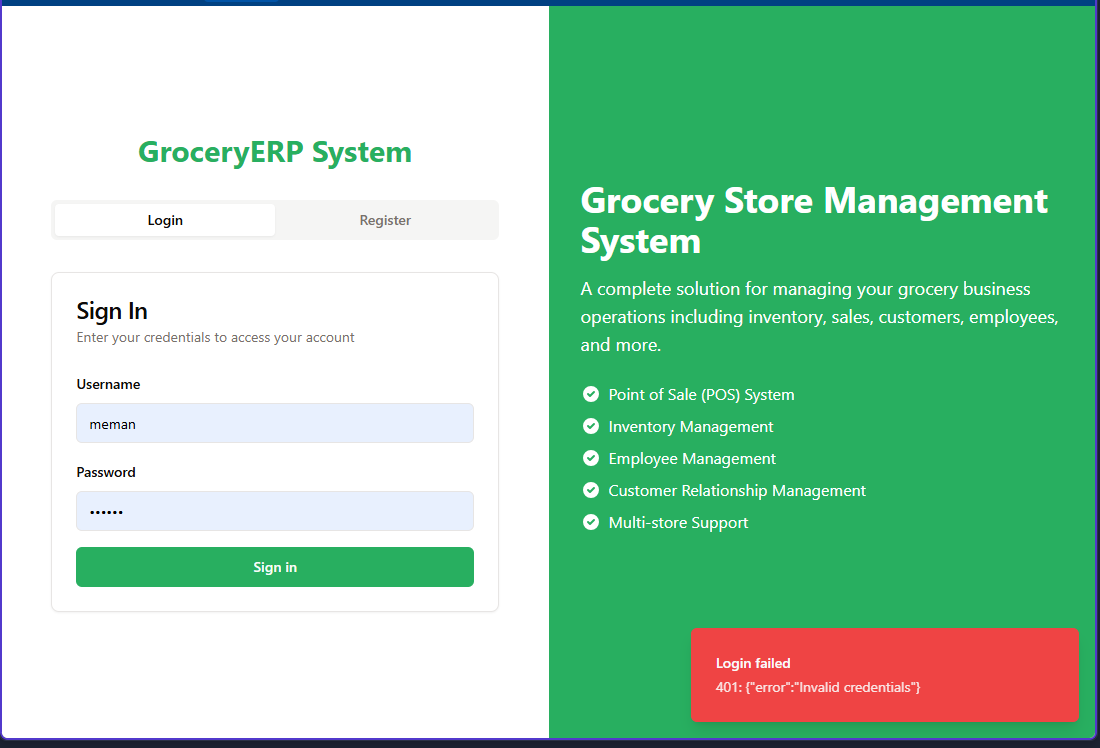 GroceryERP System
Login
Register
Sign In
Enter your credentials to access your account
Username
meman
Password
••••••
Sign in
Grocery Store Management
System
A complete solution for managing your grocery business
operations including inventory, sales, customers, employees,
and more.
Point of Sale (POS) System
Inventory Management
Employee Management
Customer Relationship Management
Multi-store Support
Login failed
401: {"error":"Invalid credentials"}